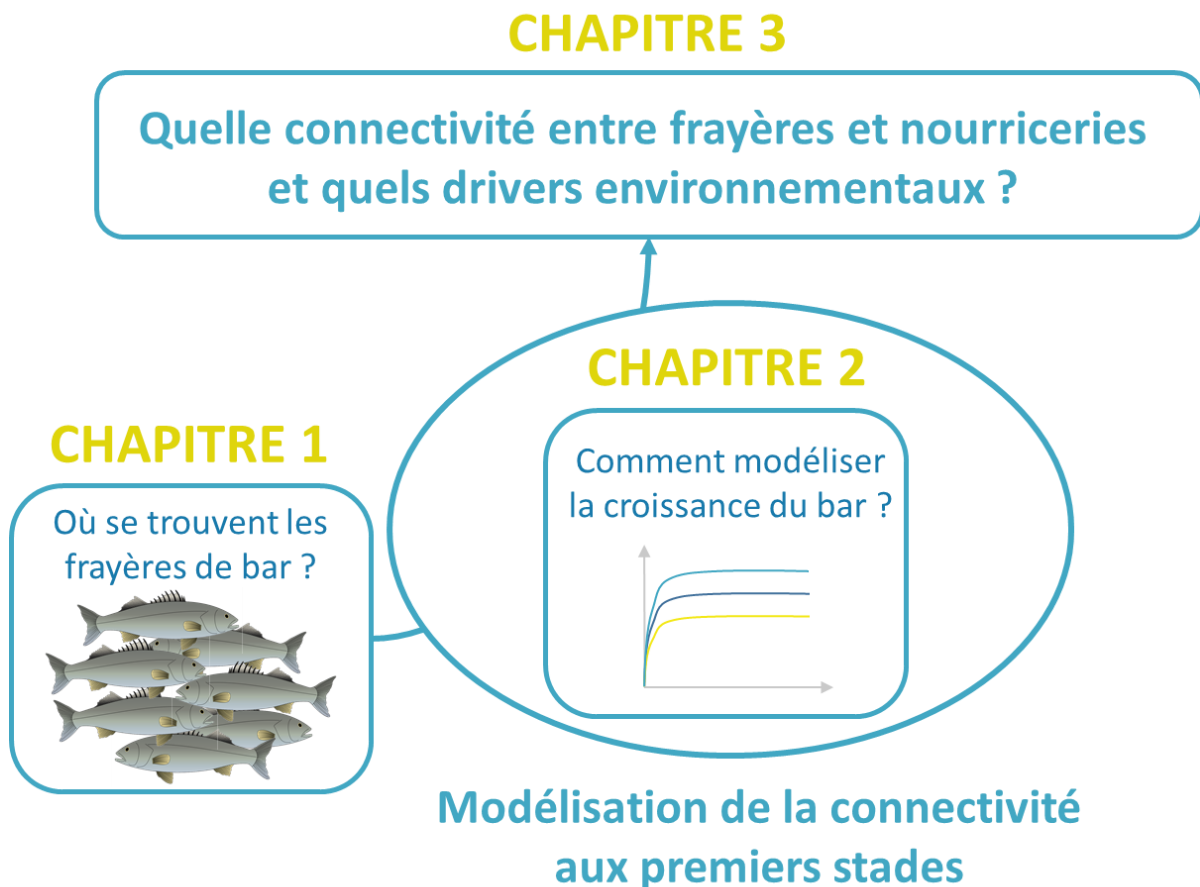 CHAPITRE 3
Quelle connectivité entre frayères et nourriceries
et quels drivers environnementaux ?
CHAPITRE 2
Comment modéliser
la croissance du bar ?
CHAPITRE 1
Où se trouvent les
frayères de bar ?
Modélisation de la connectivité
aux premiers stades